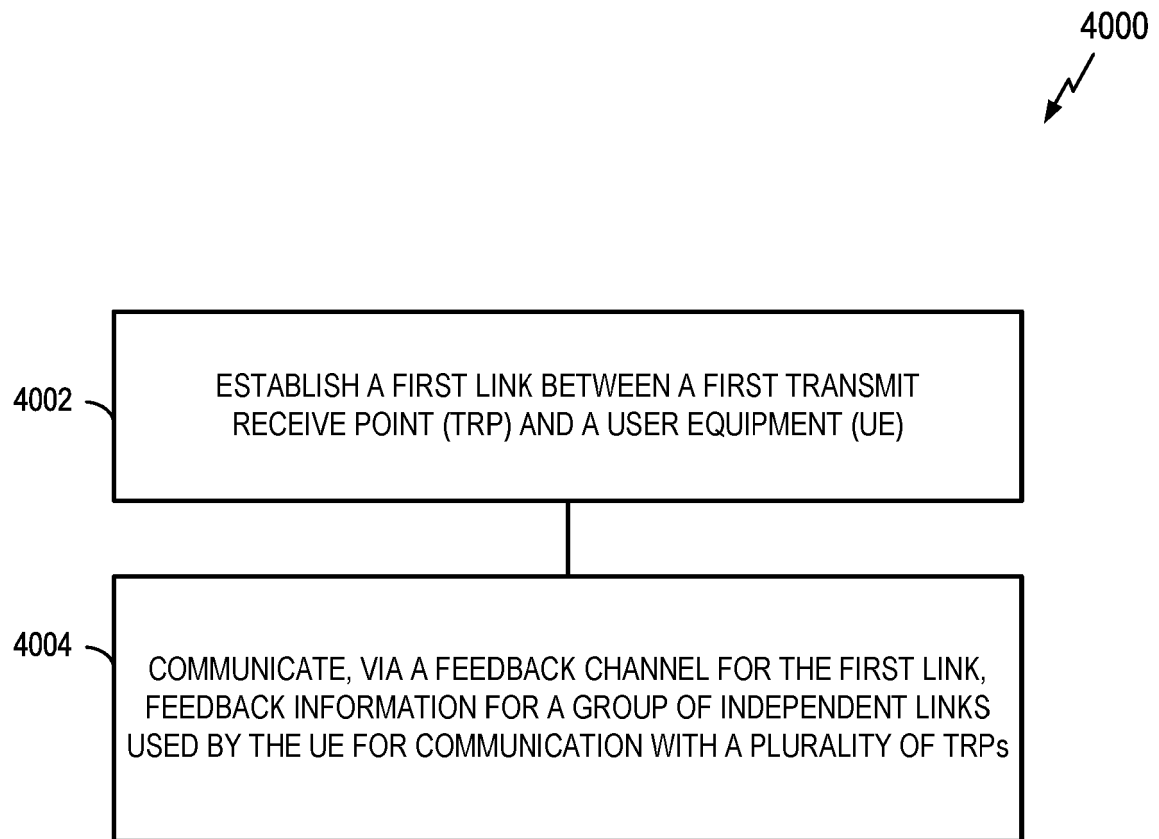 4000
4002
ESTABLISH A FIRST LINK BETWEEN A FIRST TRANSMIT
RECEIVE POINT (TRP) AND A USER EQUIPMENT (UE)
4004
COMMUNICATE, VIA A FEEDBACK CHANNEL FOR THE FIRST LINK,
FEEDBACK INFORMATION FOR A GROUP OF INDEPENDENT LINKS
USED BY THE UE FOR COMMUNICATION WITH A PLURALITY OF TRPs